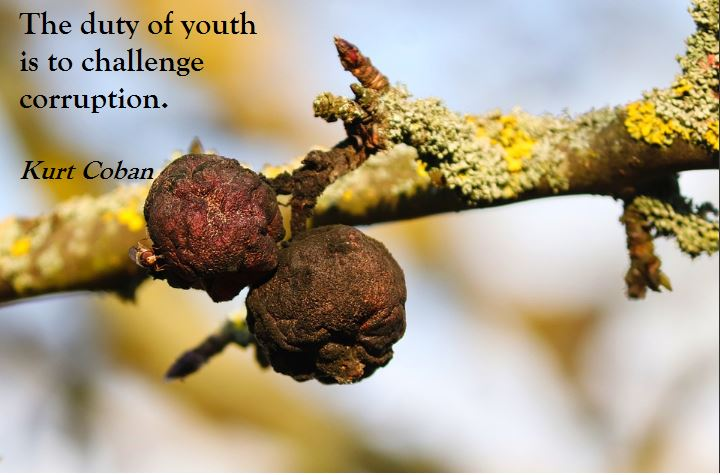 The duty of youth
is to challenge
corruption.
Kurt Coban